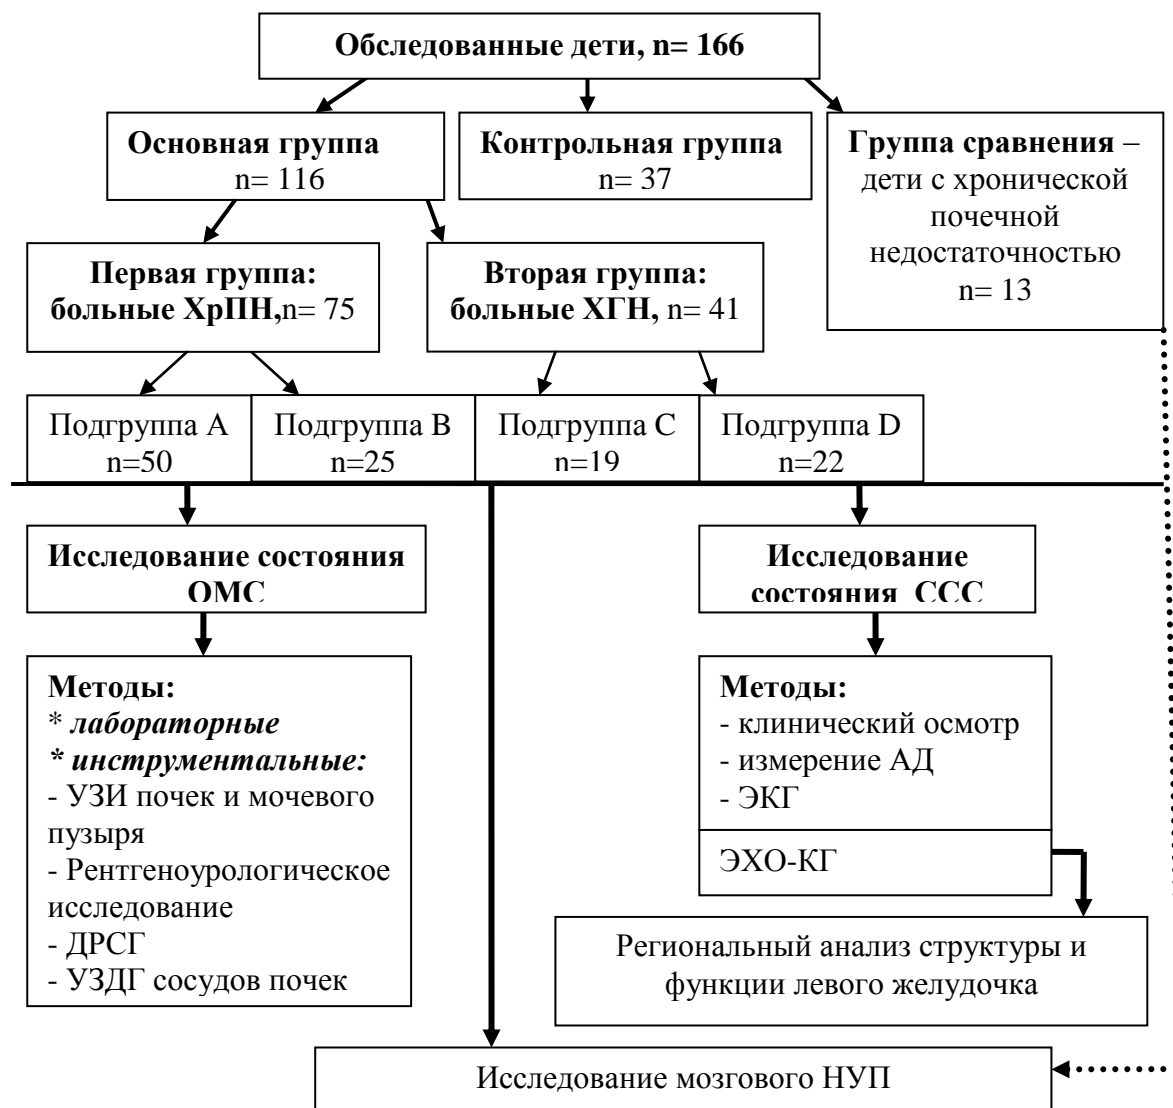 Обследованные дети, n= 166
Основная группа
n= 116
Контрольная группа
n= 37
Группа сравнения –
дети с хронической
почечной
недостаточностью
n= 13
Первая группа:
больные ХрПН,n= 75
Вторая группа:
больные ХГН, n= 41
Подгруппа А
n=50
Подгруппа В
n=25
Подгруппа С
n=19
Подгруппа D
n=22
Исследование состояния
ОМС
Исследование
состояния ССС
Методы:
* лабораторные
* инструментальные:
- УЗИ почек и мочевого
пузыря
- Рентгеноурологическое
исследование
- ДРСГ
- УЗДГ сосудов почек
Методы:
- клинический осмотр
- измерение АД
- ЭКГ
ЭХО-КГ
Региональный анализ структуры и
функции левого желудочка
Исследование мозгового НУП